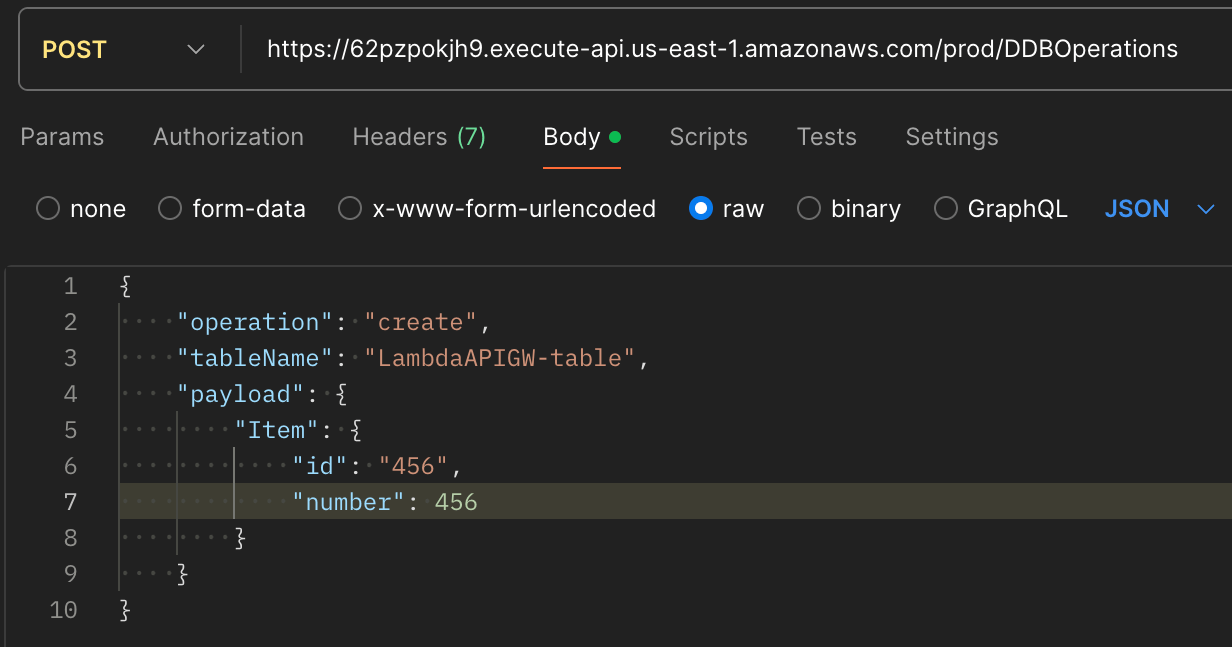 POST https://62pzpokjh9.execute-api.us-east-1.amazonaws.com/prod/DDBOperations
Params Authorization Headers (7) Body Scripts Tests Settings
none form-data x-www-form-urlencoded raw binary GraphQL JSON
1 {
2     "operation": "create",
3     "tableName": "LambdaAPIGW-table",
4     "payload": {
5         "Item": {
6             "id": "456",
7             "number": 456
8         }
9     }
10 }